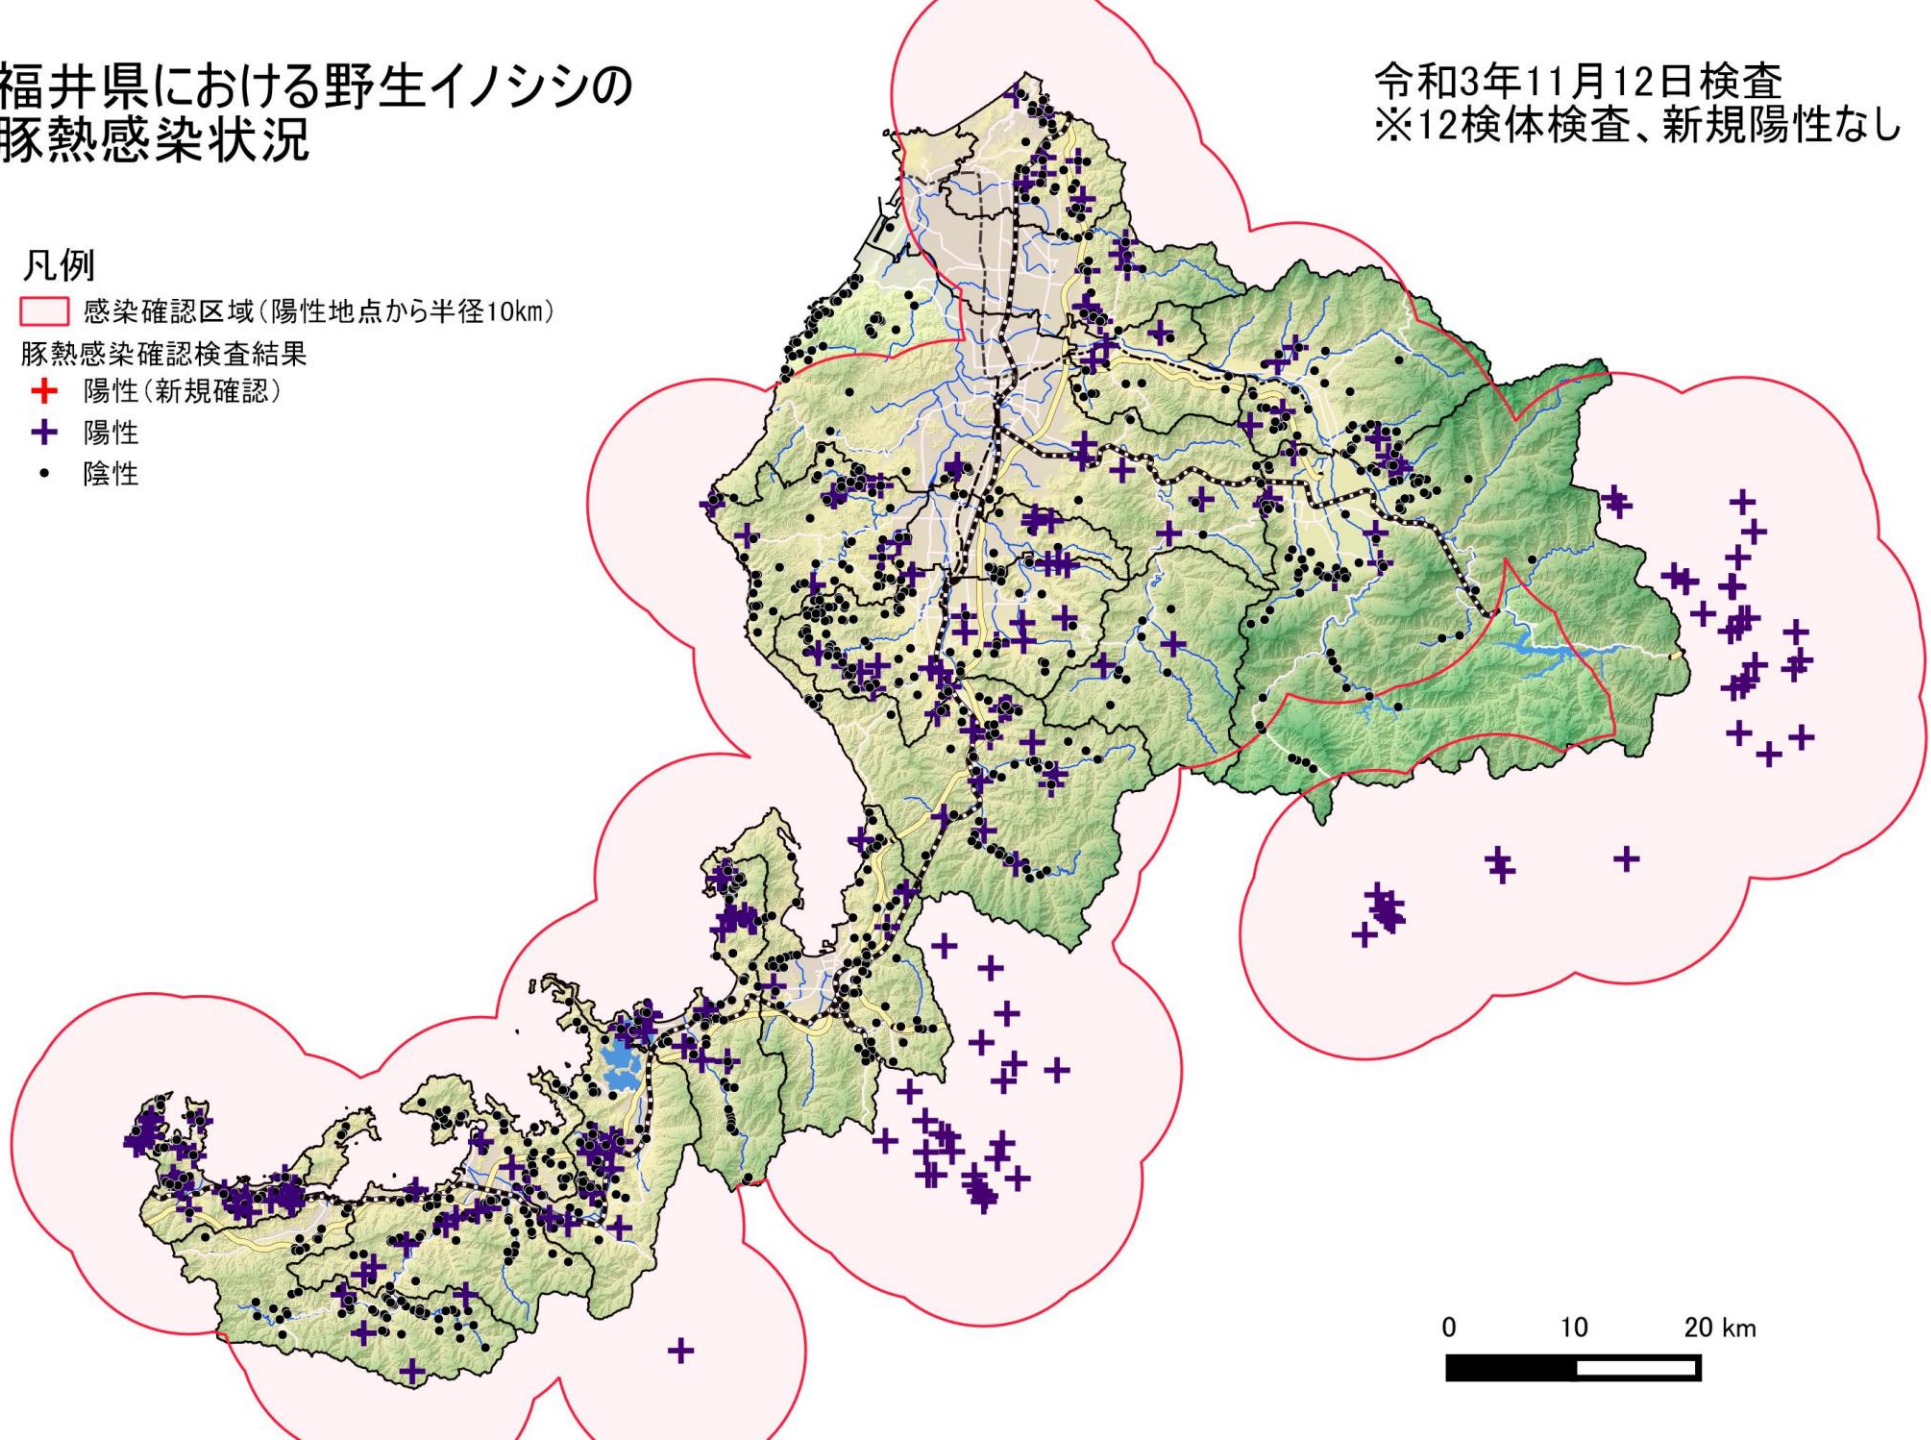 福井県における野生イノシシの
豚熱感染状況
令和3年11月12日検査
※12検体検査、新規陽性なし
凡例
感染確認区域(陽性地点から半径10km)
豚熱感染確認検査結果
陽性(新規確認)
陽性
陰性
0 10 20 km